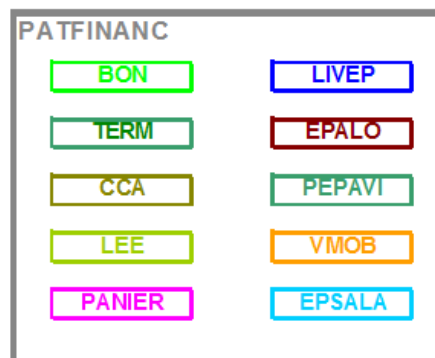 PATFINANC
BON LIVEP
TERM EPALO
CCA PEPAVI
LEE VMOB
PANIER EPSALA